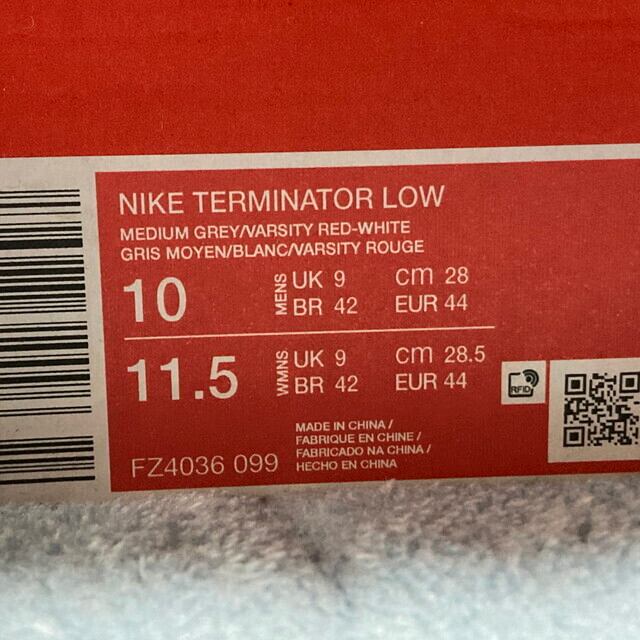 NIKE TERMINATOR LOW
MEDIUM GREY/VARSITY RED-WHITE
GRIS MOYEN/BLANC/VARSITY ROUGE
10 MENS UK 9 CM 28
BR 42 EUR 44
11.5 WMNS UK 9 CM 28.5
BR 42 EUR 44
RFID
MADE IN CHINA /
FABRIQUE EN CHINE /
FABRICADO NA CHINA /
HECHO EN CHINA
FZ4036 099